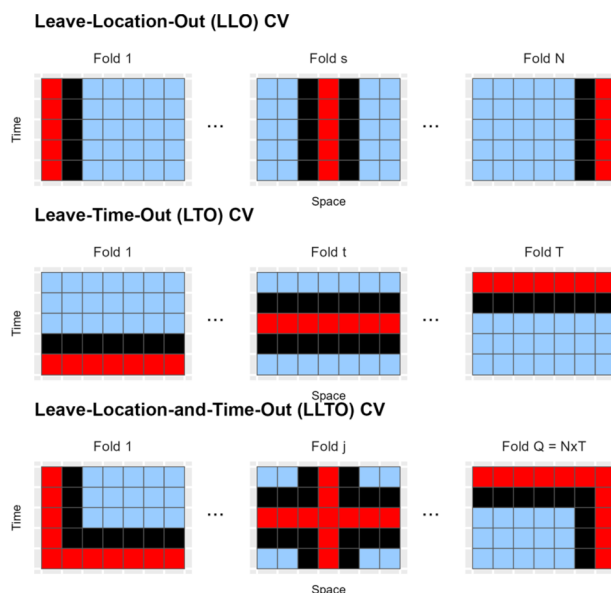 Leave-Location-Out (LLO) CV
Fold 1 Fold s Fold N
Time
... ...
Space
Leave-Time-Out (LTO) CV
Fold 1 Fold t Fold T
Time
... ...
Space
Leave-Location-and-Time-Out (LLTO) CV
Fold 1 Fold j Fold Q = NxT
Time
... ...
Space